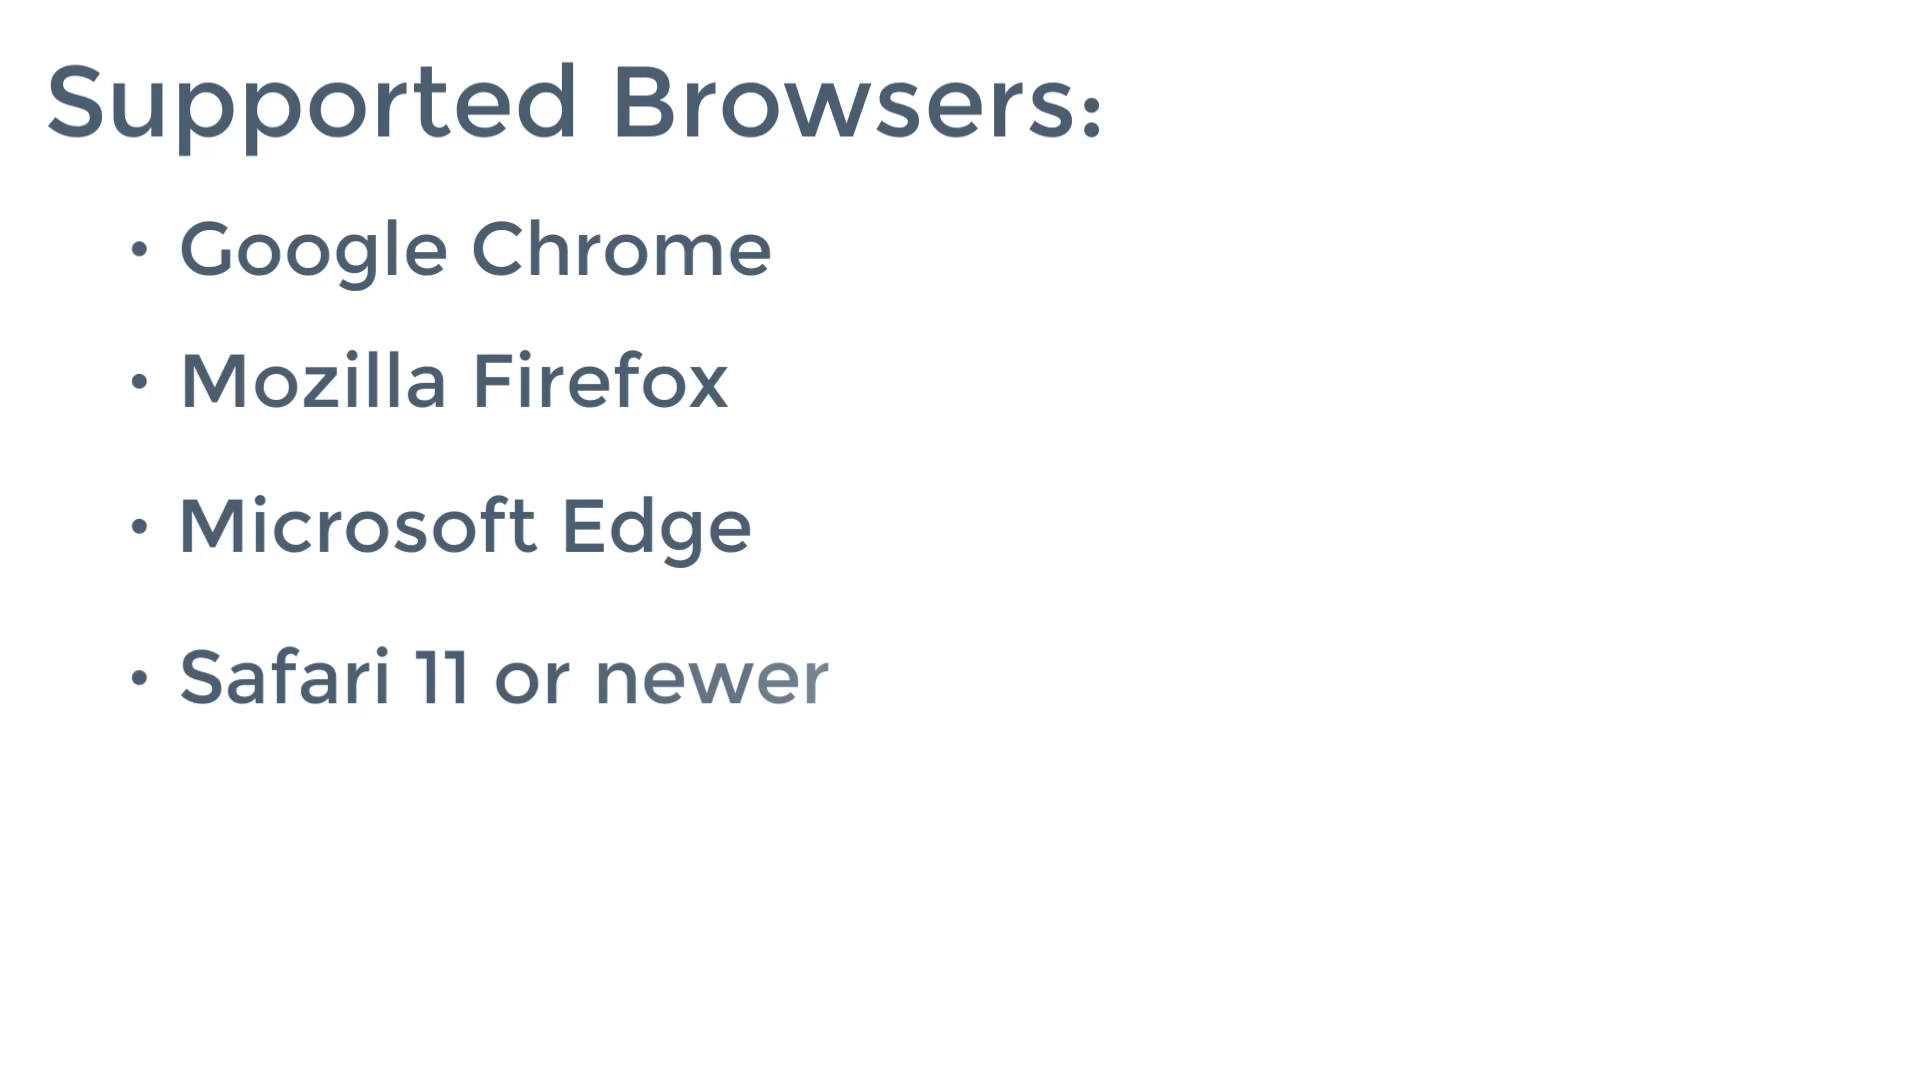 Supported Browsers:
• Google Chrome
• Mozilla Firefox
• Microsoft Edge
• Safari 11 or newer